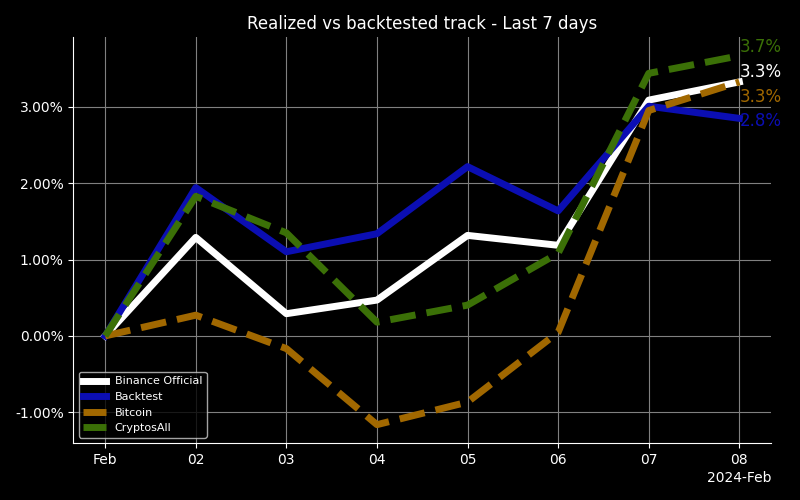 Realized vs backtested track - Last 7 days
3.7%
3.3%
3.3%
2.8%
3.00%
2.00%
1.00%
0.00%
-1.00%
Binance Official
Backtest
Bitcoin
CryptosAll
Feb 02 03 04 05 06 07 08
2024-Feb